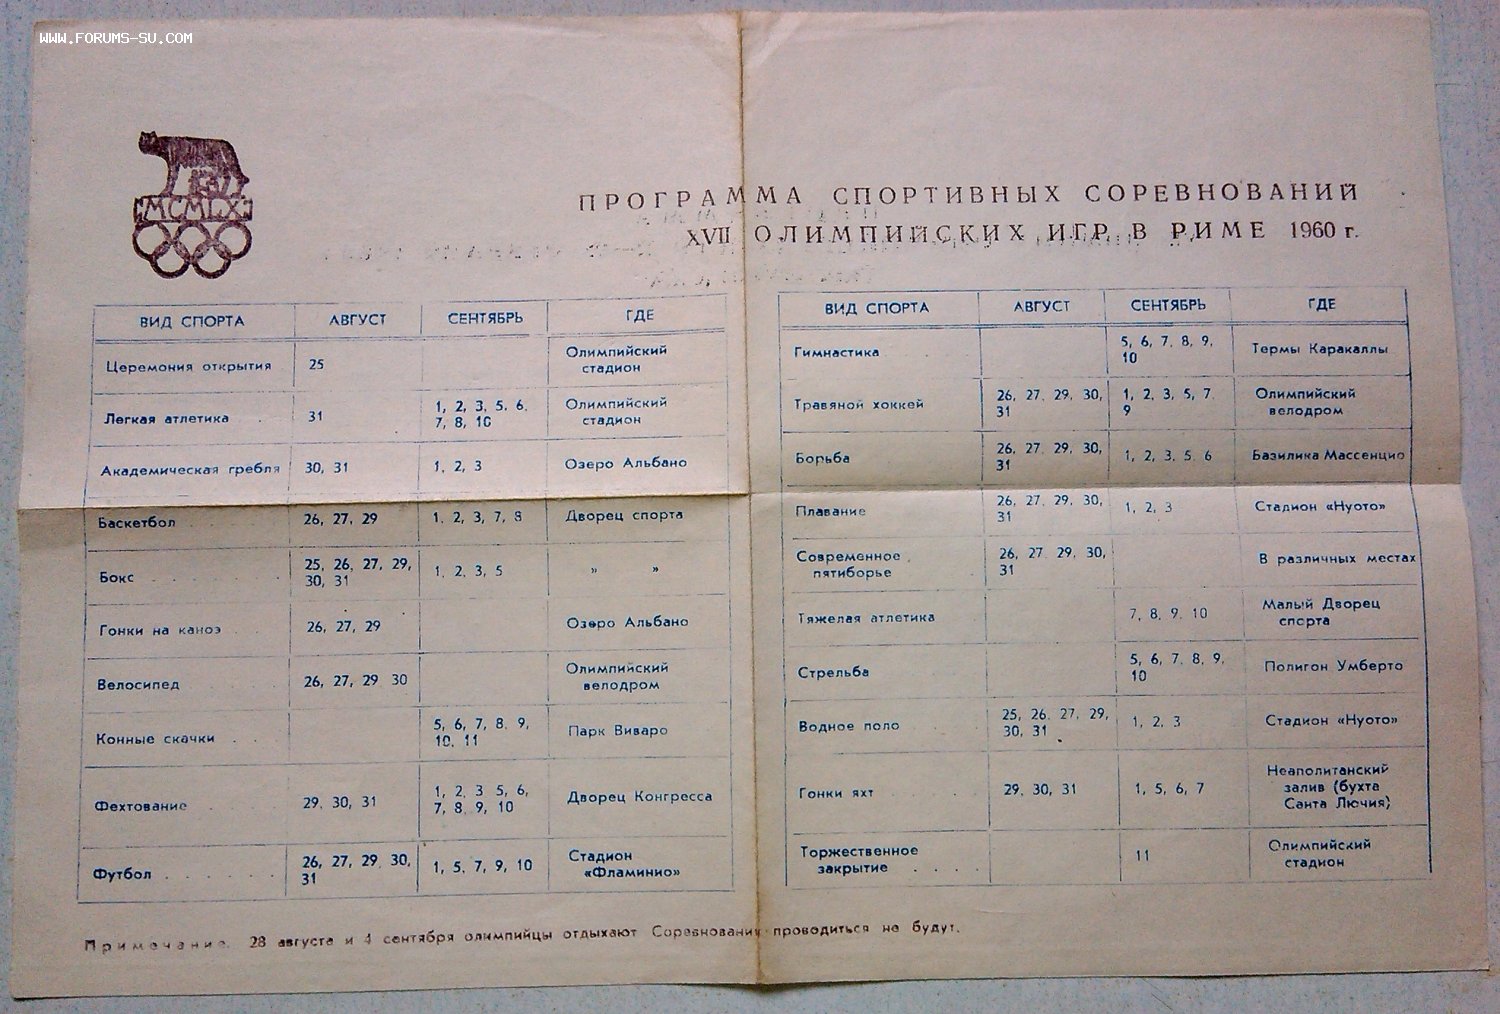 WWW.FORUMS-SU.COM
MCMLX
ПРОГРАММА СПОРТИВНЫХ СОРЕВНОВАНИЙ
XVII ОЛИМПИЙСКИХ ИГР В РИМЕ 1960 г.
ВИД СПОРТА АВГУСТ СЕНТЯБРЬ ГДЕ
Церемония открытия 25 Олимпийский
стадион
Легкая атлетика . 31 1, 2, 3, 5, 6,
7, 8, 10 Олимпийский
стадион
Академическая гребля 30, 31 1, 2, 3 Озеро Альбано
Баскетбол 26, 27, 29 1, 2, 3, 7, 8 Дворец спорта
Бокс 25, 26, 27, 29,
30, 31 1, 2, 3, 5 » »
Гонки на каноэ 26, 27, 29 Озеро Альбано
Велосипед 26, 27, 29 30 Олимпийский
велодром
Конные скачки 5, 6, 7, 8, 9,
10, 11 Парк Виваро
Фехтование 29, 30, 31 1, 2, 3 5, 6,
7, 8, 9, 10 Дворец Конгресса
Футбол . . . . . . 26, 27, 29 30,
31 1, 5, 7, 9, 10 Стадион
«Фламинио»
ВИД СПОРТА АВГУСТ СЕНТЯБРЬ ГДЕ
Гимнастика 5, 6, 7, 8, 9,
10 Термы Каракаллы
Травяной хоккей 26, 27, 29, 30,
31 1, 2, 3, 5, 7,
9 Олимпийский
велодром
Борьба 26, 27, 29, 30,
31 1, 2, 3, 5, 6 Базилика Массенцио
Плавание 26, 27, 29, 30,
31 1, 2, 3 Стадион «Нуото»
Современное
пятиборье 26, 27, 29, 30,
31 В различных местах
Тяжелая атлетика 7, 8, 9, 10 Малый Дворец
спорта
Стрельба 5, 6, 7, 8, 9,
10 Полигон Умберто
Водное поло 25, 26, 27, 29,
30, 31 1, 2, 3 Стадион «Нуото»
Гонки яхт 29, 30, 31 1, 5, 6, 7 Неаполитанский
залив (бухта
Санта Лючия)
Торжественное
закрытие . . . . 11 Олимпийский
стадион
Примечание. 28 августа и 4 сентября олимпийцы отдыхают Соревнования проводиться не будут.